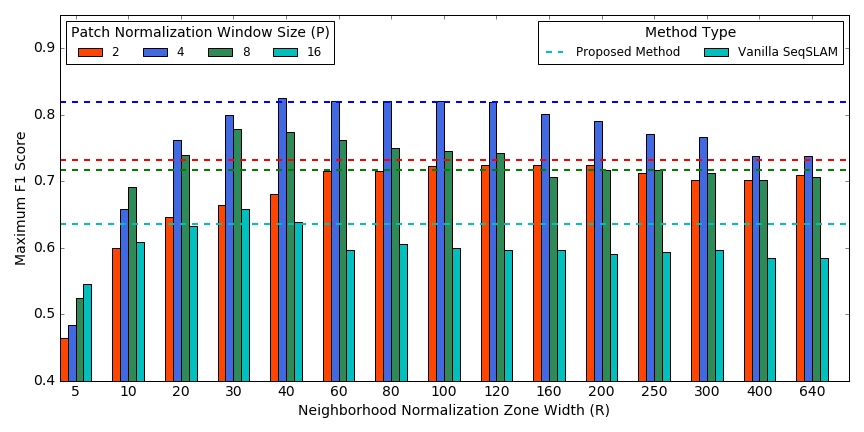 Patch Normalization Window Size (P)
2 4 8 16
Method Type
Proposed Method Vanilla SeqSLAM
Maximum F1 Score
0.9
0.8
0.7
0.6
0.5
0.4
5 10 20 30 40 60 80 100 120 160 200 250 300 400 640
Neighborhood Normalization Zone Width (R)